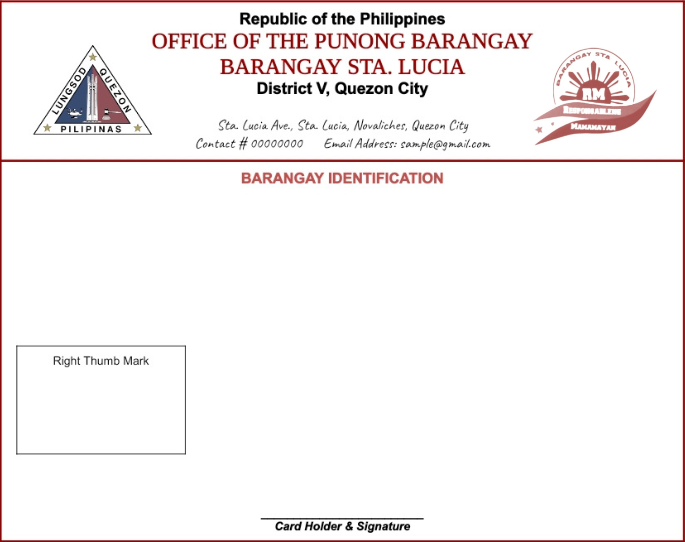 Republic of the Philippines
OFFICE OF THE PUNONG BARANGAY
BARANGAY STA. LUCIA
District V, Quezon City
Sta. Lucia Ave., Sta. Lucia, Novaliches, Quezon City
Contact # 00000000 Email Address: sample@gmail.com
LUNGSOD QUEZON
PILIPINAS
BARANGAY STA LUCIA
AM
MAMAMAYAN
BARANGAY IDENTIFICATION
Right Thumb Mark
Card Holder & Signature